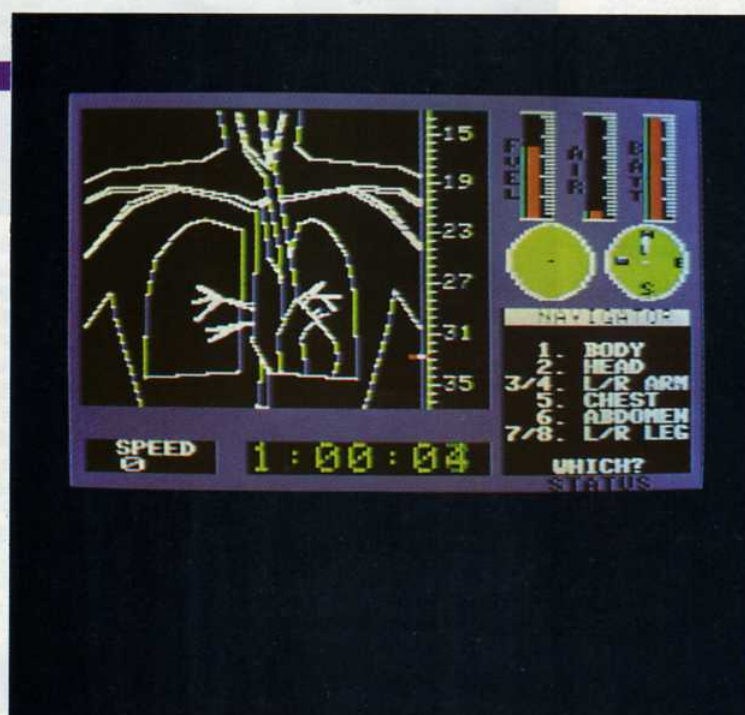 15
19
23
27
31
35
FUEL
AIR
BATT
N
W E
S
NAVIGATOR
1. BODY
2. HEAD
3/4. L/R ARM
5. CHEST
6. ABDOMEN
7/8. L/R LEG
WHICH?
STATUS
SPEED
0
1:00:04